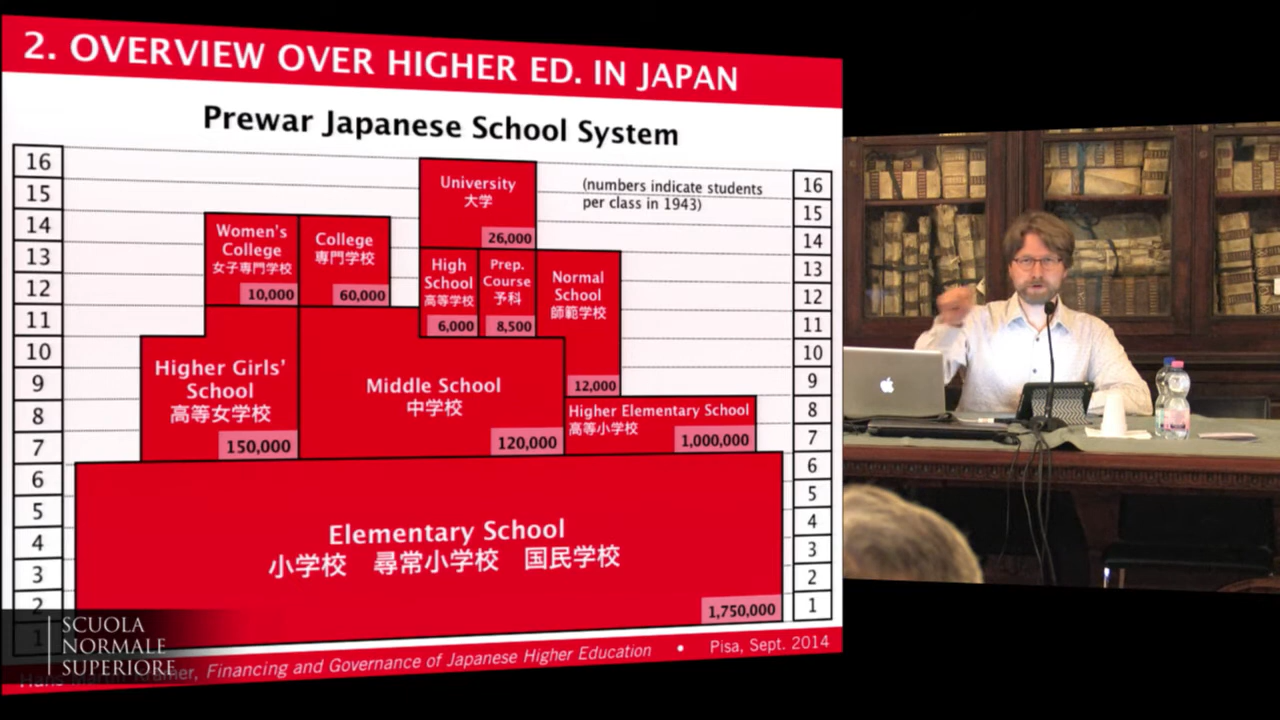 2. OVERVIEW OVER HIGHER ED. IN JAPAN
Prewar Japanese School System
16
15
14
13
12
11
10
9
8
7
6
5
4
3
2
1
University
大学
26,000
(numbers indicate students
per class in 1943)
Women's
College
女子専門学校
10,000
College
専門学校
60,000
High
School
高等学校
6,000
Prep.
Course
予科
8,500
Normal
School
師範学校
12,000
Higher Girls'
School
高等女学校
150,000
Middle School
中学校
120,000
Higher Elementary School
高等小学校
1,000,000
Elementary School
小学校 尋常小学校 国民学校
1,750,000
16
15
14
13
12
11
10
9
8
7
6
5
4
3
2
1
Financing and Governance of Japanese Higher Education • Pisa, Sept. 2014
SCUOLA
NORMALE
SUPERIORE